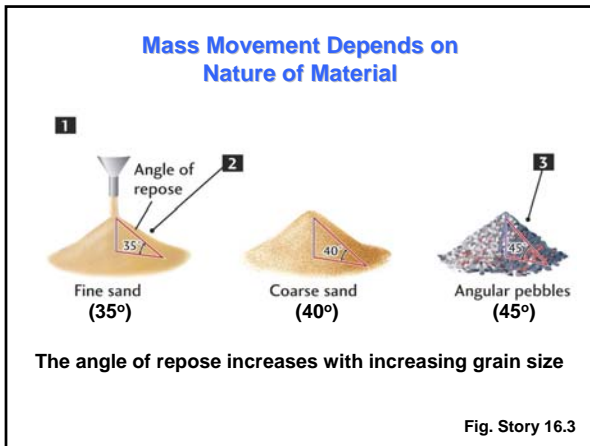 Mass Movement Depends on
Nature of Material
1
Angle of
repose
2
3
35°
40°
45°
Fine sand
(35º)
Coarse sand
(40º)
Angular pebbles
(45º)
The angle of repose increases with increasing grain size
Fig. Story 16.3